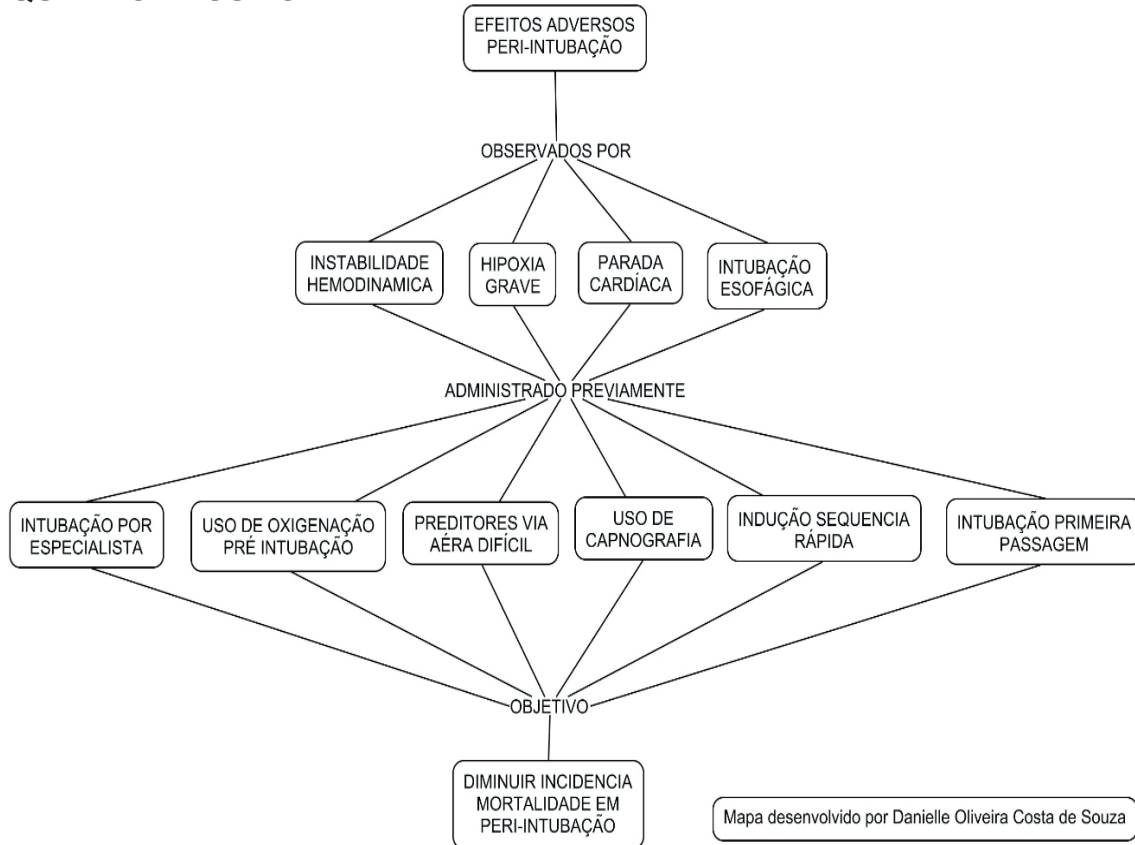 EFEITOS ADVERSOS
PERI-INTUBAÇÃO
OBSERVADOS POR
INSTABILIDADE
HEMODINAMICA
HIPOXIA
GRAVE
PARADA
CARDÍACA
INTUBAÇÃO
ESOFÁGICA
ADMINISTRADO PREVIAMENTE
INTUBAÇÃO POR
ESPECIALISTA
USO DE OXIGENAÇÃO
PRÉ INTUBAÇÃO
PREDITORES VIA
AÉRA DIFÍCIL
USO DE
CAPNOGRAFIA
INDUÇÃO SEQUENCIA
RÁPIDA
INTUBAÇÃO PRIMEIRA
PASSAGEM
OBJETIVO
DIMINUIR INCIDENCIA
MORTALIDADE EM
PERI-INTUBAÇÃO
Mapa desenvolvido por Danielle Oliveira Costa de Souza